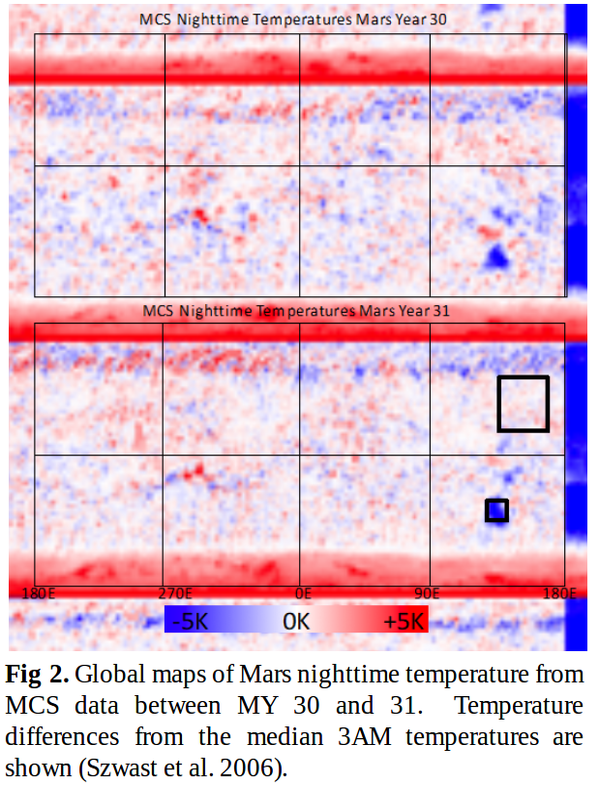 MCS Nighttime Temperatures Mars Year 30
MCS Nighttime Temperatures Mars Year 31
180E 270E 0E 90E 180E
-5K 0K +5K
Fig 2. Global maps of Mars nighttime temperature from
MCS data between MY 30 and 31. Temperature
differences from the median 3AM temperatures are
shown (Szwast et al. 2006).